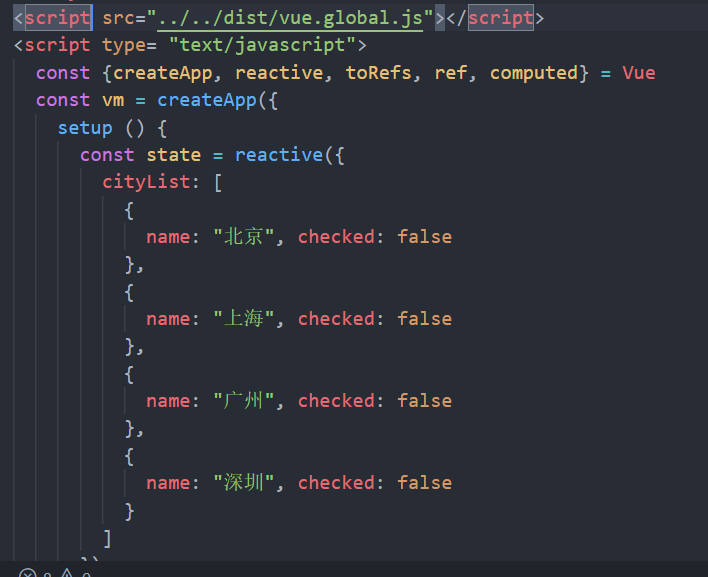 <script src="../../dist/vue.global.js"></script>
<script type= "text/javascript">
const {createApp, reactive, toRefs, ref, computed} = Vue
const vm = createApp({
setup () {
const state = reactive({
cityList: [
{
name: "北京", checked: false
},
{
name: "上海", checked: false
},
{
name: "广州", checked: false
},
{
name: "深圳", checked: false
}
]
})